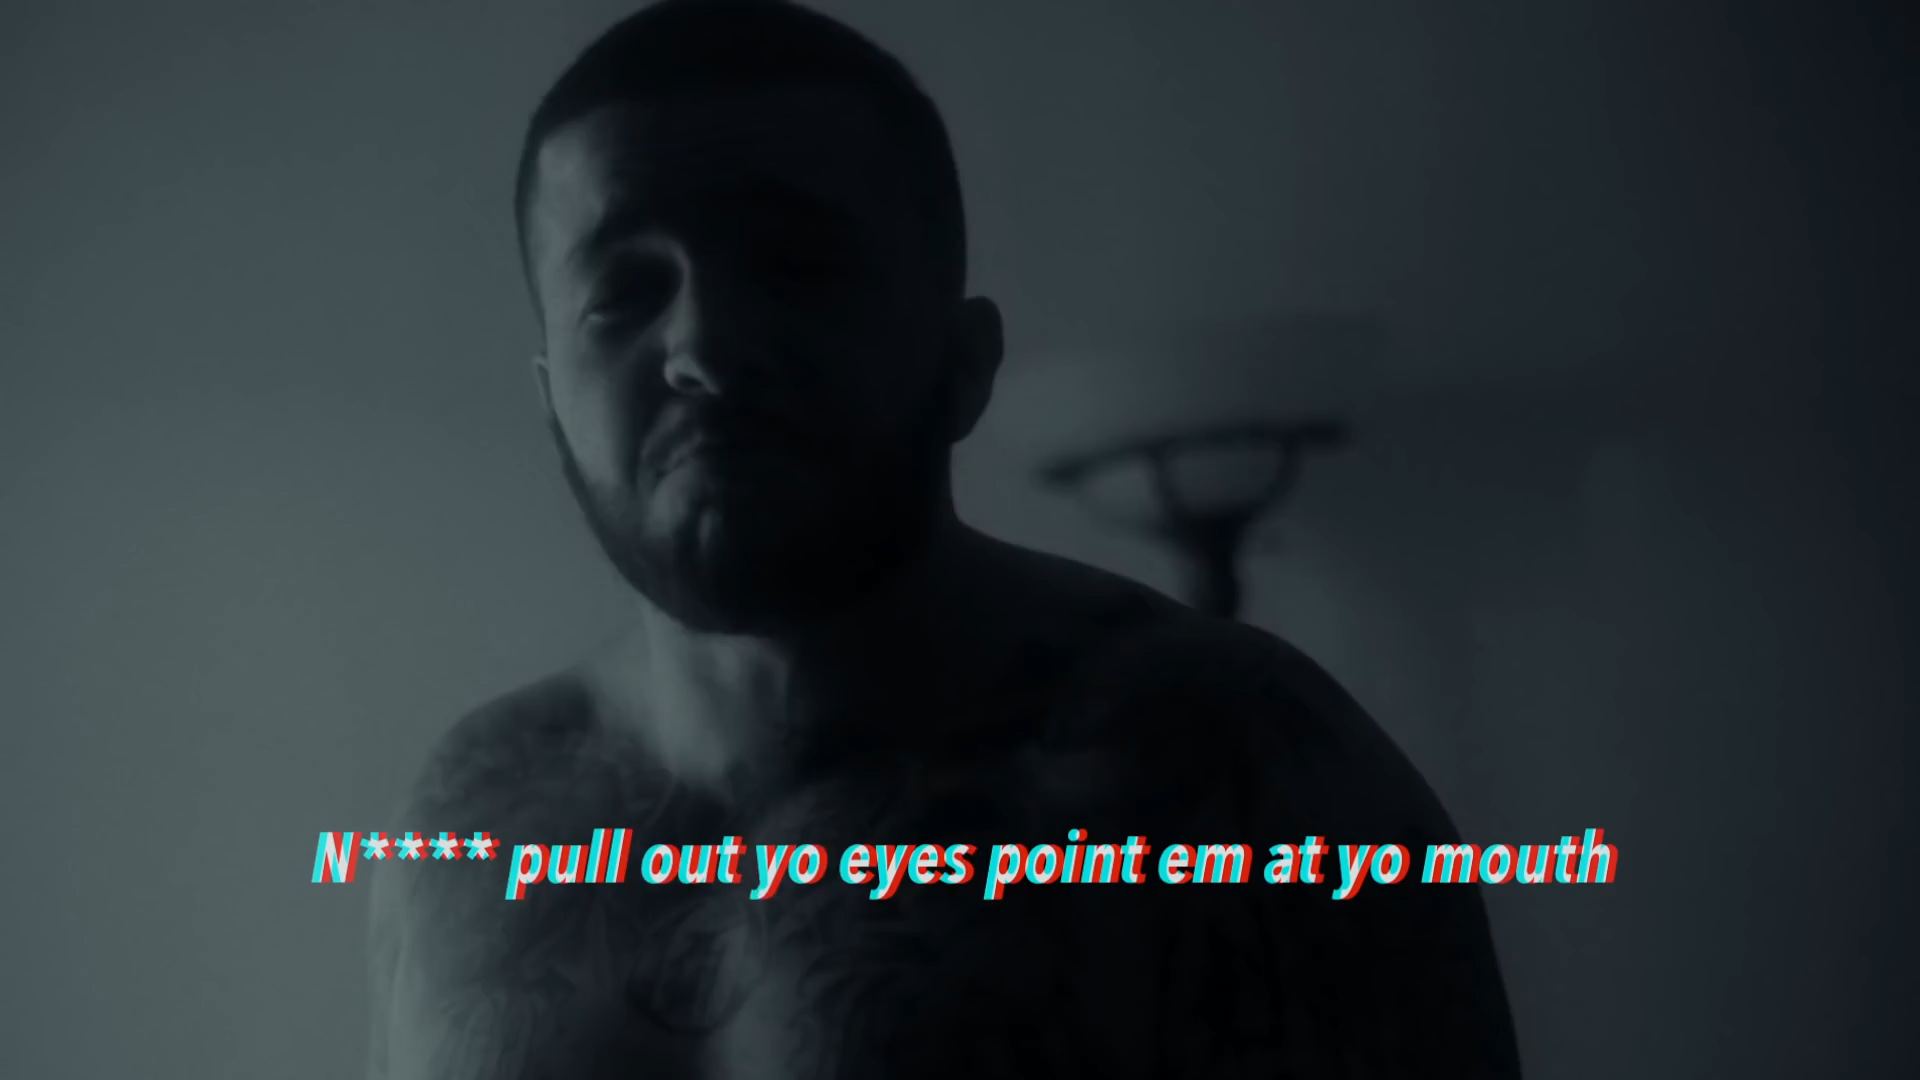 N**** pull out yo eyes point em at yo mouth